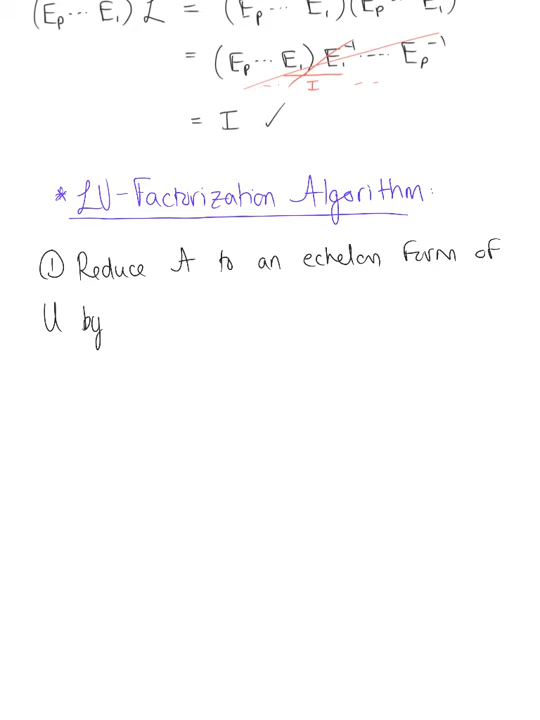 (Ep ... E₁) L = (Ep ... E₁)(Ep ... E₁)
= (Ep ... E₁) E₁⁻¹ ... Ep⁻¹
I
= I ✓
* LU-Factorization Algorithm:
① Reduce A to an echelon form of
U by